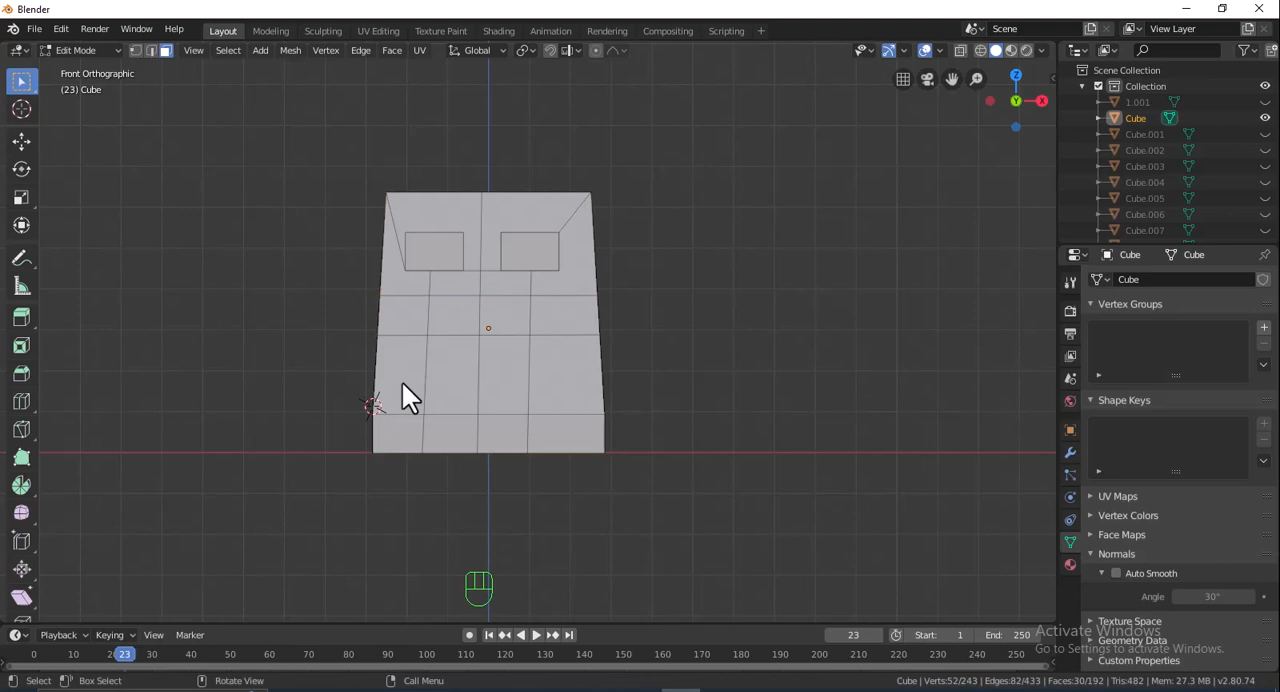 Blender
File Edit Render Window Help Layout Modeling Sculpting UV Editing Texture Paint Shading Animation Rendering Compositing Scripting Scene View Layer
Edit Mode View Select Add Mesh Vertex Edge Face UV Global
Front Orthographic
(23) Cube
Z
Y
X
Scene Collection
Collection
1.001
Cube
Cube.001
Cube.002
Cube.003
Cube.004
Cube.005
Cube.006
Cube.007
Cube Cube
Cube
Vertex Groups
Shape Keys
UV Maps
Vertex Colors
Face Maps
Normals
Auto Smooth
Angle 30°
Texture Space
Geometry Data
Custom Properties
Activate Windows
Go to Settings to activate Windows.
Playback Keying View Marker 23 Start: 1 End: 250
0 10 23 30 40 50 60 70 80 90 100 110 120 130 140 150 160 170 180 190 200 210 220 230 240 250
Select Box Select Rotate View Call Menu Cube | Verts:52/243 | Edges:82/433 | Faces:30/192 | Tris:482 | Mem: 27.3 MB | v2.80.74